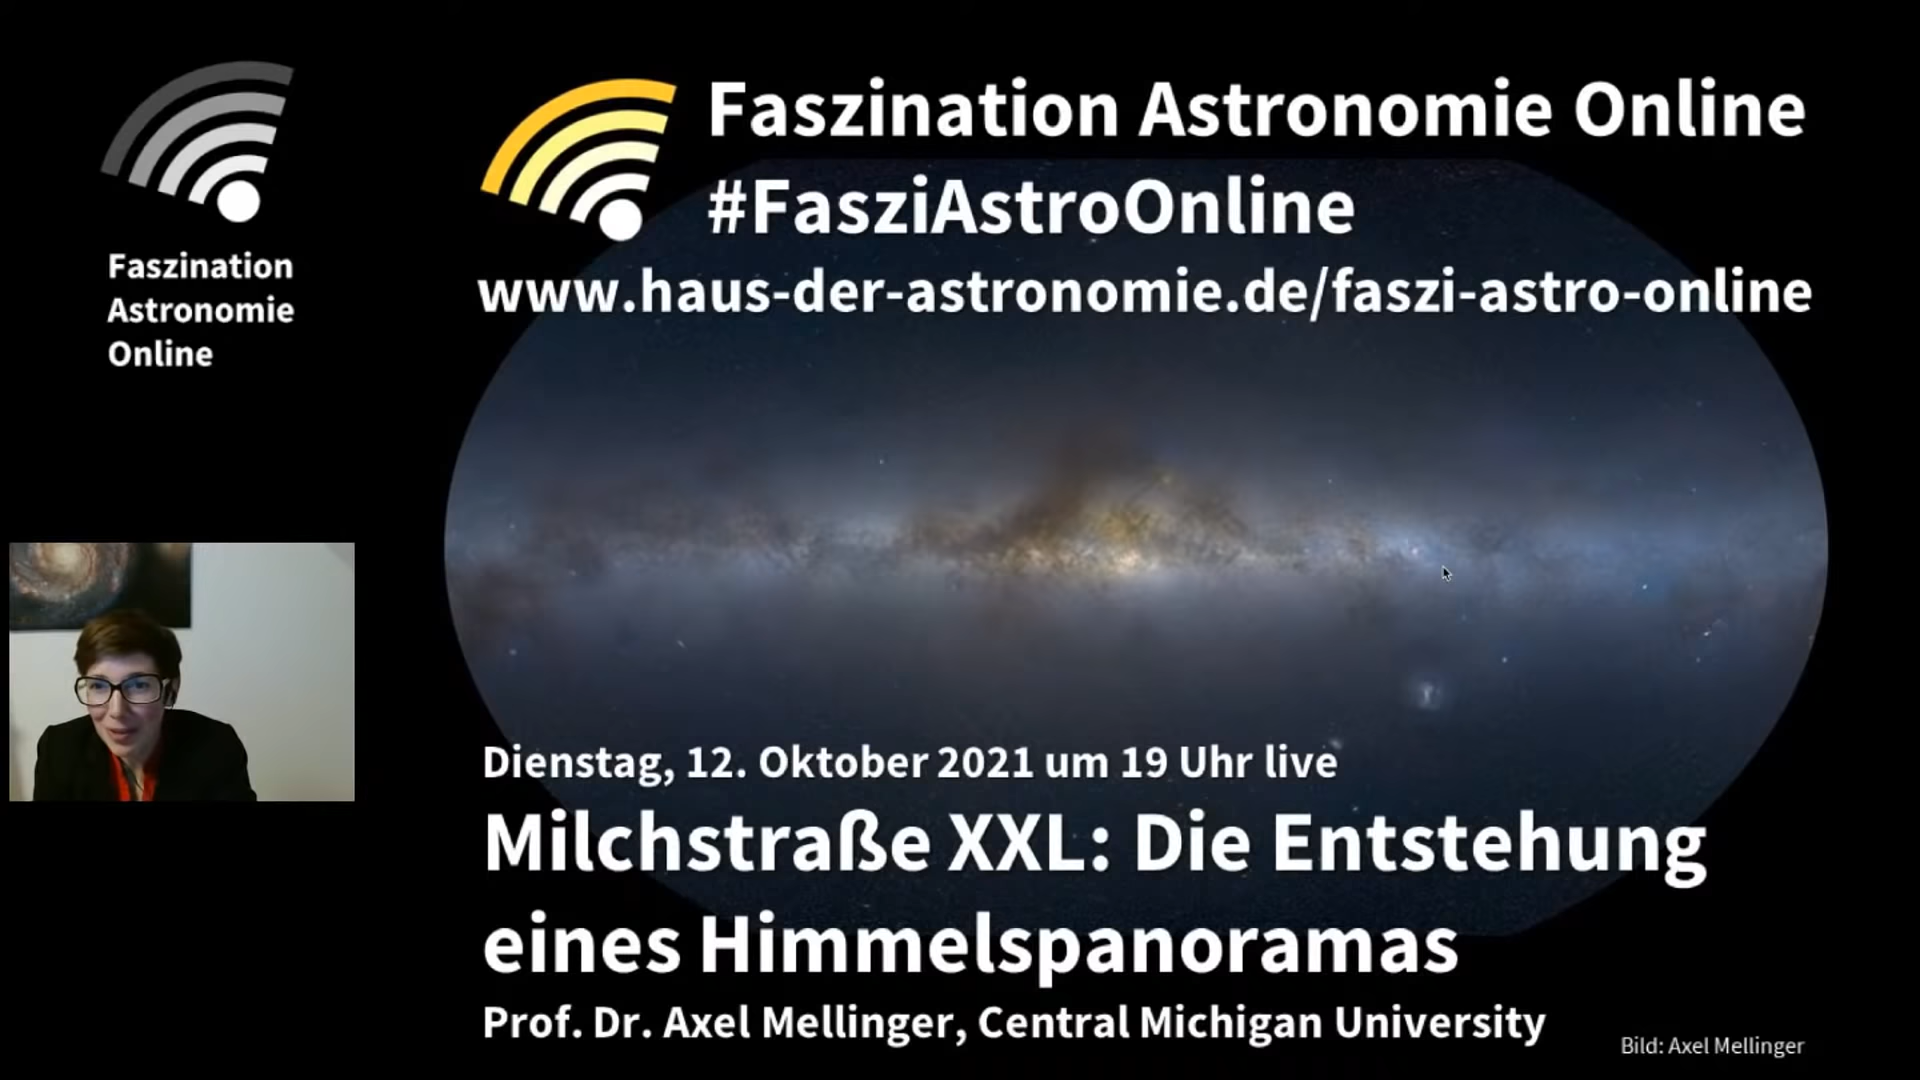 Faszination
Astronomie
Online
Faszination Astronomie Online
#FasziAstroOnline
www.haus-der-astronomie.de/faszi-astro-online
Dienstag, 12. Oktober 2021 um 19 Uhr live
Milchstraße XXL: Die Entstehung
eines Himmelspanoramas
Prof. Dr. Axel Mellinger, Central Michigan University
Bild: Axel Mellinger